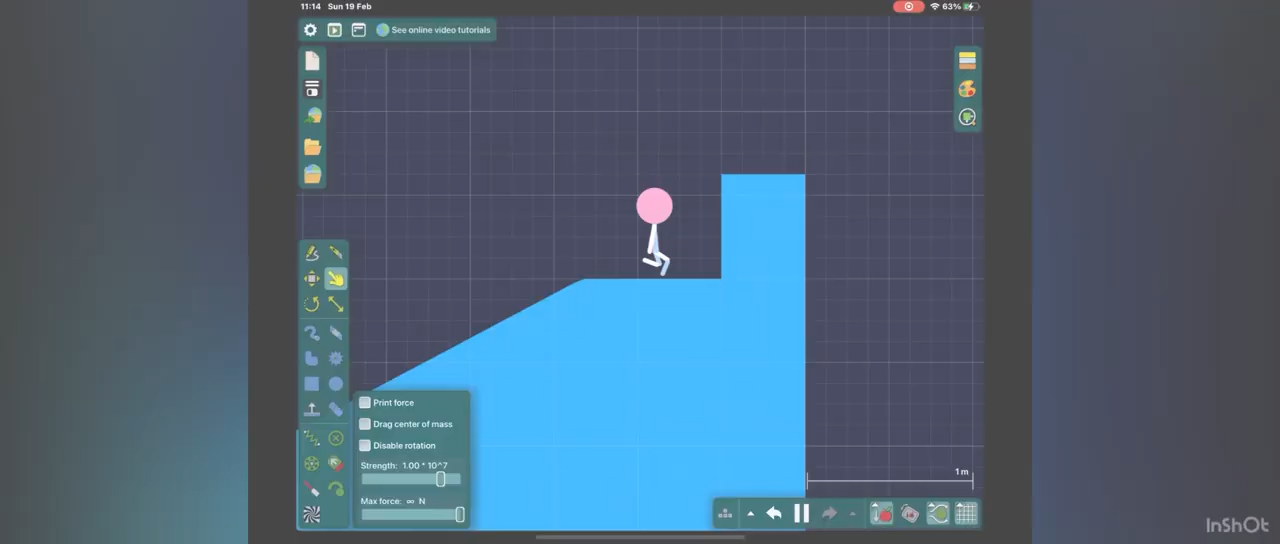 11:14 Sun 19 Feb
63%
See online video tutorials
Print force
Drag center of mass
Disable rotation
Strength: 1.00 * 10^7
Max force: ∞ N
1 m
InShOt